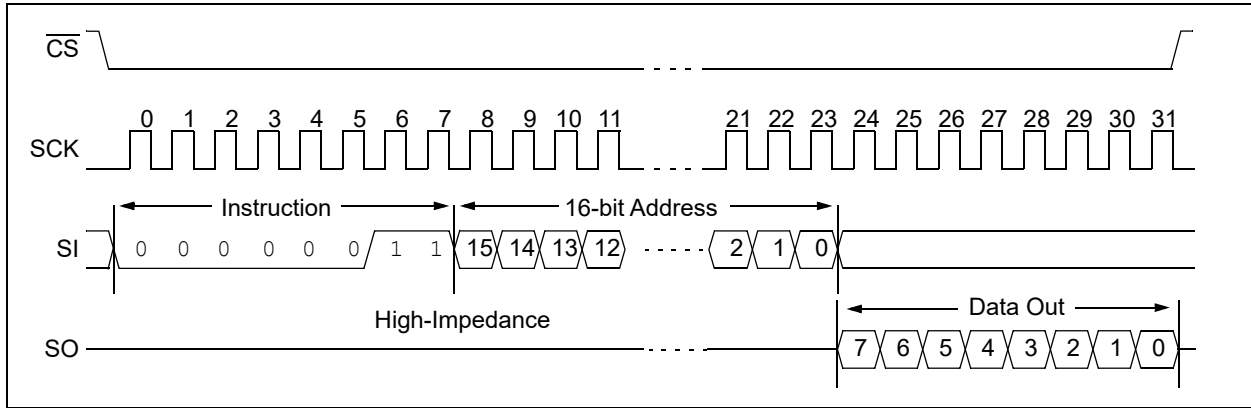 CS
0 1 2 3 4 5 6 7 8 9 10 11 21 22 23 24 25 26 27 28 29 30 31
SCK
Instruction 16-bit Address
SI 0 0 0 0 0 0 1 1 15 14 13 12 2 1 0
Data Out
High-Impedance
SO 7 6 5 4 3 2 1 0